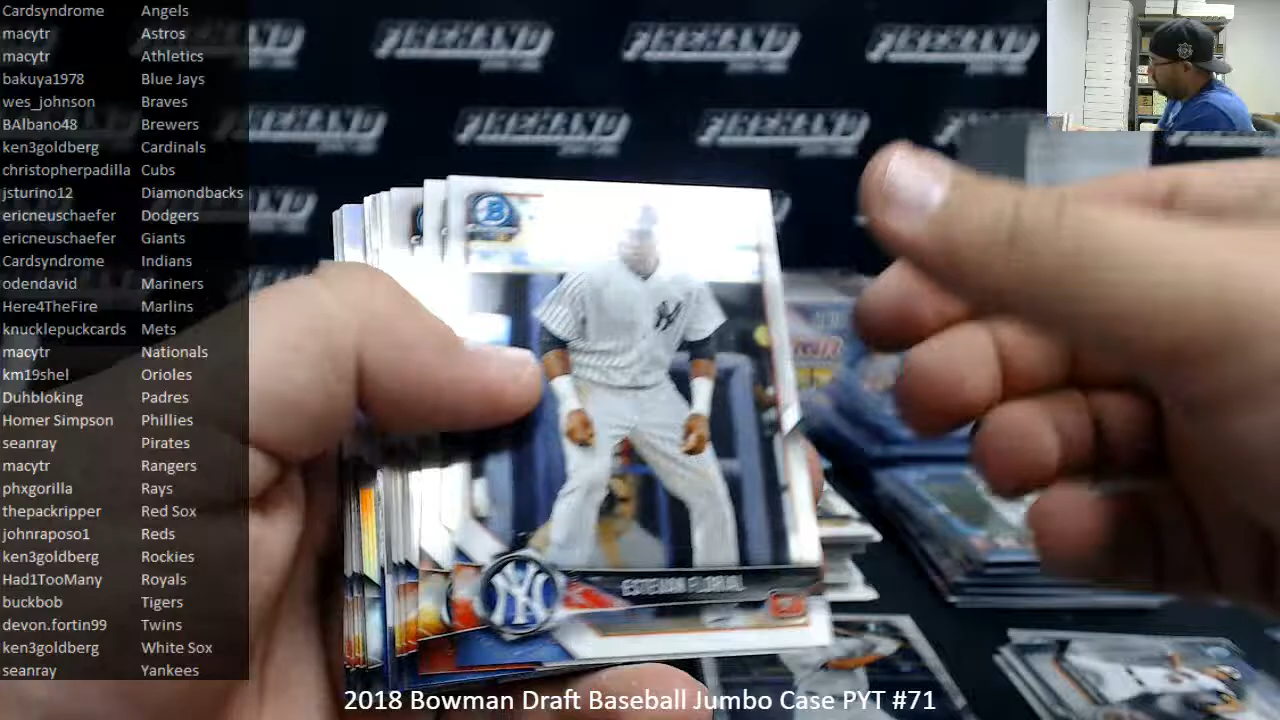 Cardsyndrome Angels
macytr Astros
macytr Athletics
bakuya1978 Blue Jays
wes_johnson Braves
BAlbano48 Brewers
ken3goldberg Cardinals
christopherpadilla Cubs
jsturino12 Diamondbacks
ericneuschaefer Dodgers
ericneuschaefer Giants
Cardsyndrome Indians
odendavid Mariners
Here4TheFire Marlins
knucklepuckcards Mets
macytr Nationals
km19shel Orioles
Duhbloking Padres
Homer Simpson Phillies
seanray Pirates
macytr Rangers
phxgorilla Rays
thepackripper Red Sox
johnraposo1 Reds
ken3goldberg Rockies
Had1TooMany Royals
buckbob Tigers
devon.fortin99 Twins
ken3goldberg White Sox
seanray Yankees
FIREHAND FIREHAND FIREHAND
FIREHAND FIREHAND FIREHAND
B
NY
NY
ESTEVAN FLORIAL
2018 Bowman Draft Baseball Jumbo Case PYT #71